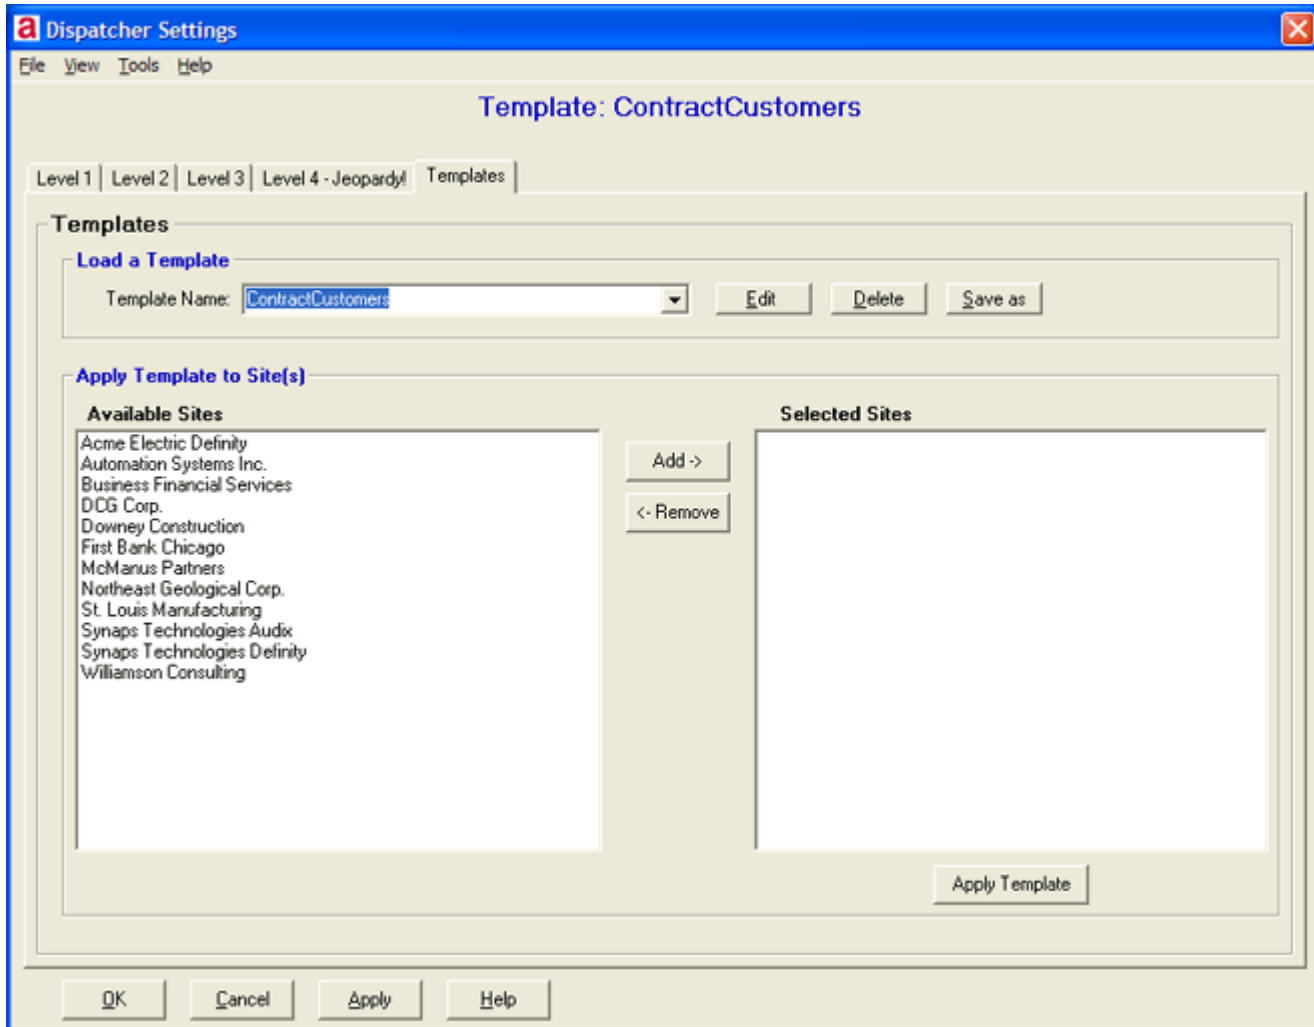 a Dispatcher Settings
File View Tools Help
Template: ContractCustomers
Level 1 Level 2 Level 3 Level 4 - Jeopardy! Templates
Templates
Load a Template
Template Name: ContractCustomers Edit Delete Save as
Apply Template to Site(s)
Available Sites
Acme Electric Definity
Automation Systems Inc.
Business Financial Services
DCG Corp.
Downey Construction
First Bank Chicago
McManus Partners
Northeast Geological Corp.
St. Louis Manufacturing
Synaps Technologies Audix
Synaps Technologies Definity
Williamson Consulting
Add ->
<- Remove
Selected Sites
Apply Template
OK Cancel Apply Help